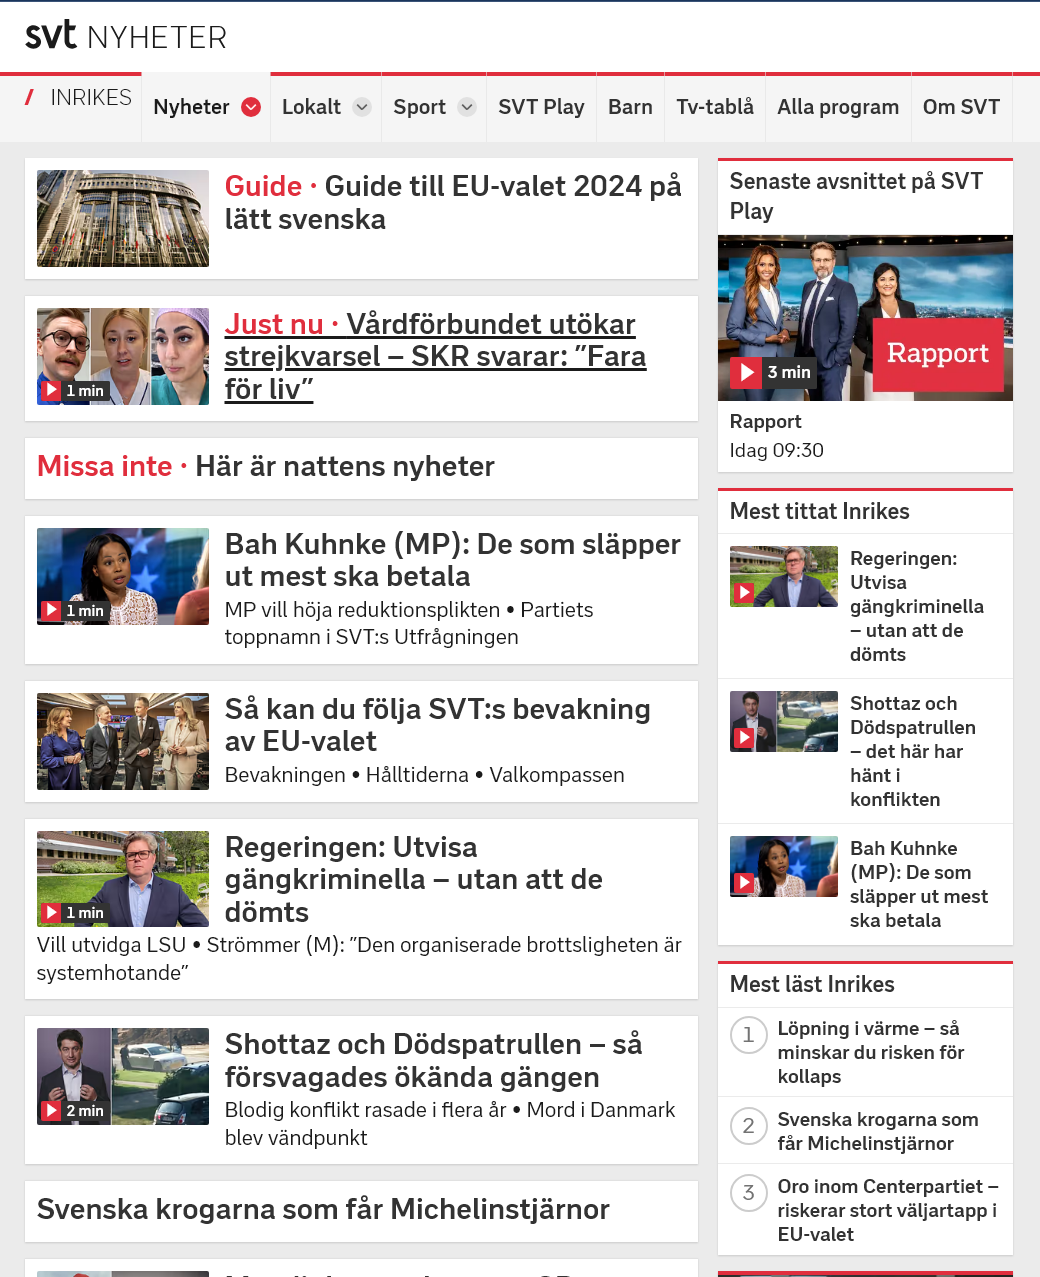 svt NYHETER
/ INRIKES
Nyheter
Lokalt
Sport
SVT Play
Barn
Tv-tablå
Alla program
Om SVT
Guide · Guide till EU-valet 2024 på
lätt svenska
1 min
Just nu · Vårdförbundet utökar
strejkvarsel – SKR svarar: ”Fara
för liv”
Missa inte · Här är nattens nyheter
1 min
Bah Kuhnke (MP): De som släpper
ut mest ska betala
MP vill höja reduktionsplikten • Partiets
toppnamn i SVT:s Utfrågningen
Så kan du följa SVT:s bevakning
av EU-valet
Bevakningen • Hålltiderna • Valkompassen
1 min
Regeringen: Utvisa
gängkriminella – utan att de
dömts
Vill utvidga LSU • Strömmer (M): ”Den organiserade brottsligheten är
systemhotande”
2 min
Shottaz och Dödspatrullen – så
försvagades ökända gängen
Blodig konflikt rasade i flera år • Mord i Danmark
blev vändpunkt
Svenska krogarna som får Michelinstjärnor
Senaste avsnittet på SVT
Play
Rapport
3 min
Rapport
Idag 09:30
Mest tittat Inrikes
Regeringen:
Utvisa
gängkriminella
– utan att de
dömts
Shottaz och
Dödspatrullen
– det här har
hänt i
konflikten
Bah Kuhnke
(MP): De som
släpper ut mest
ska betala
Mest läst Inrikes
1
Löpning i värme – så
minskar du risken för
kollaps
2
Svenska krogarna som
får Michelinstjärnor
3
Oro inom Centerpartiet –
riskerar stort väljartapp i
EU-valet